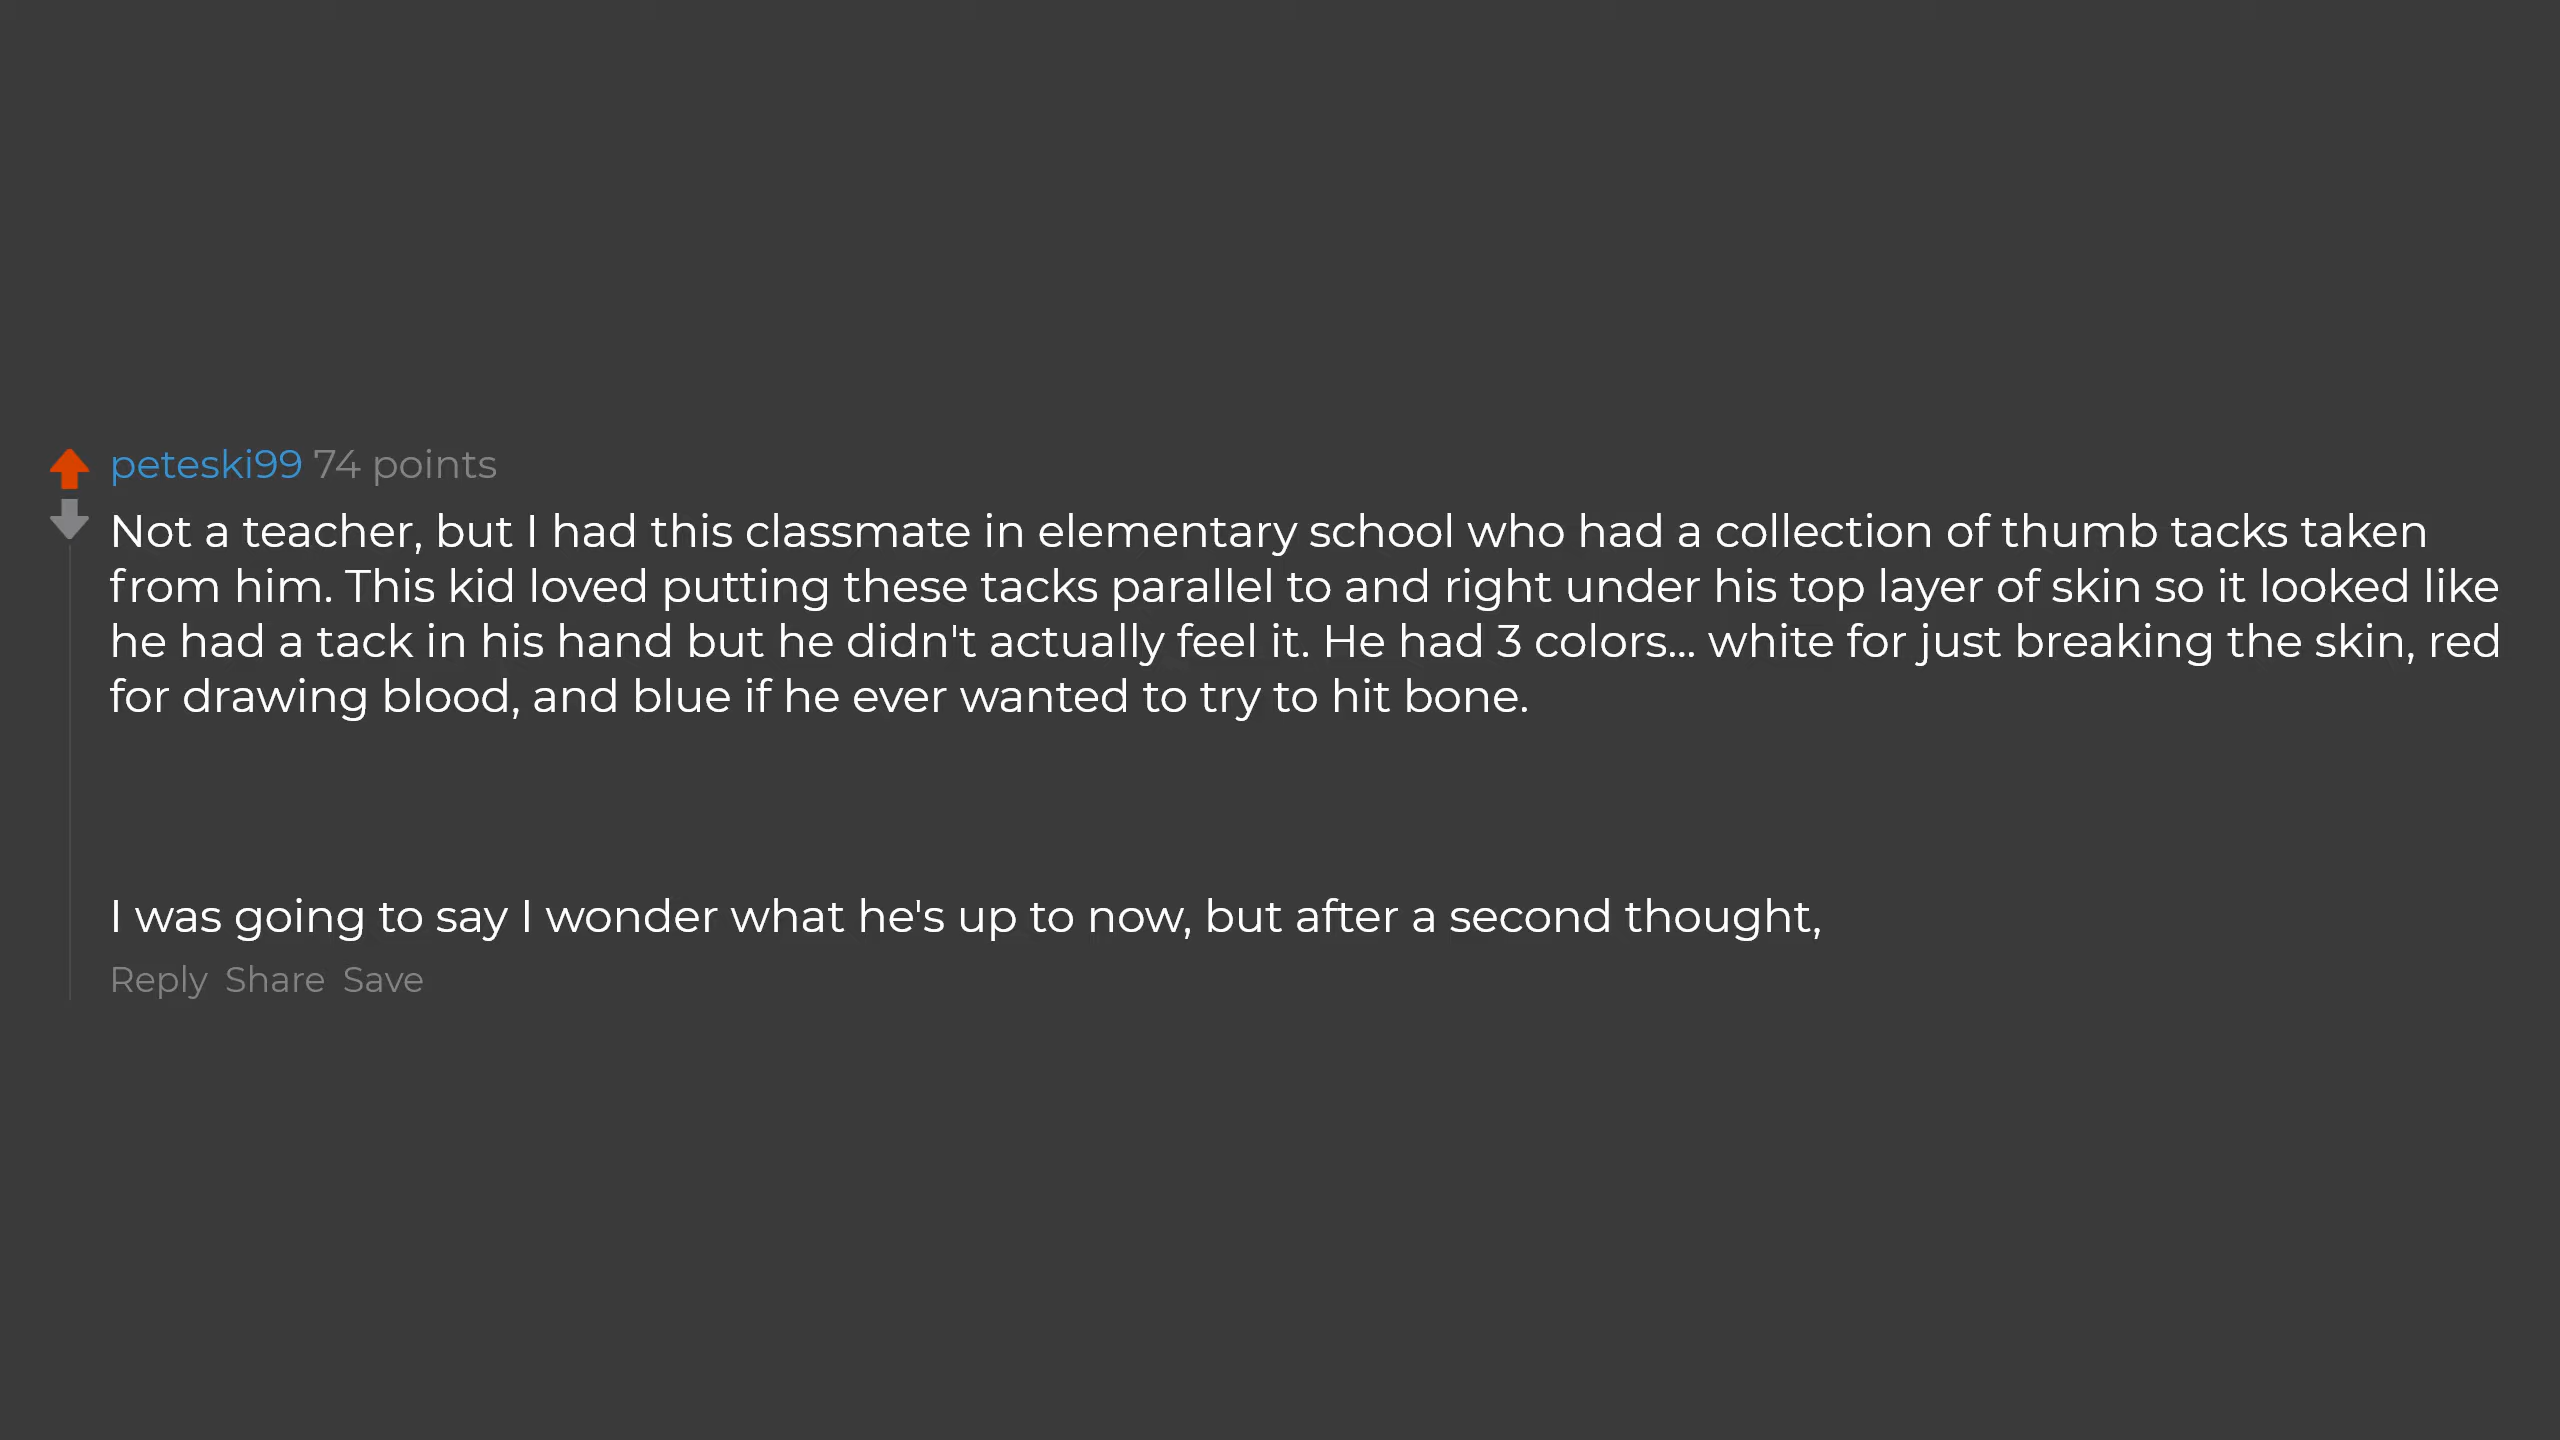 peteski99 74 points
Not a teacher, but I had this classmate in elementary school who had a collection of thumb tacks taken
from him. This kid loved putting these tacks parallel to and right under his top layer of skin so it looked like
he had a tack in his hand but he didn't actually feel it. He had 3 colors... white for just breaking the skin, red
for drawing blood, and blue if he ever wanted to try to hit bone.
I was going to say I wonder what he's up to now, but after a second thought,
Reply Share Save